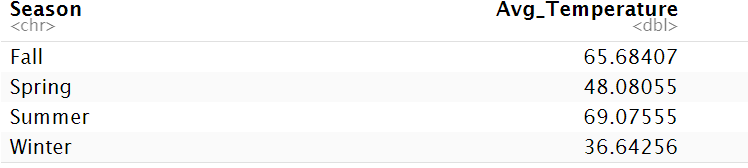 Season Avg_Temperature
<chr> <dbl>
Fall 65.68407
Spring 48.08055
Summer 69.07555
Winter 36.64256